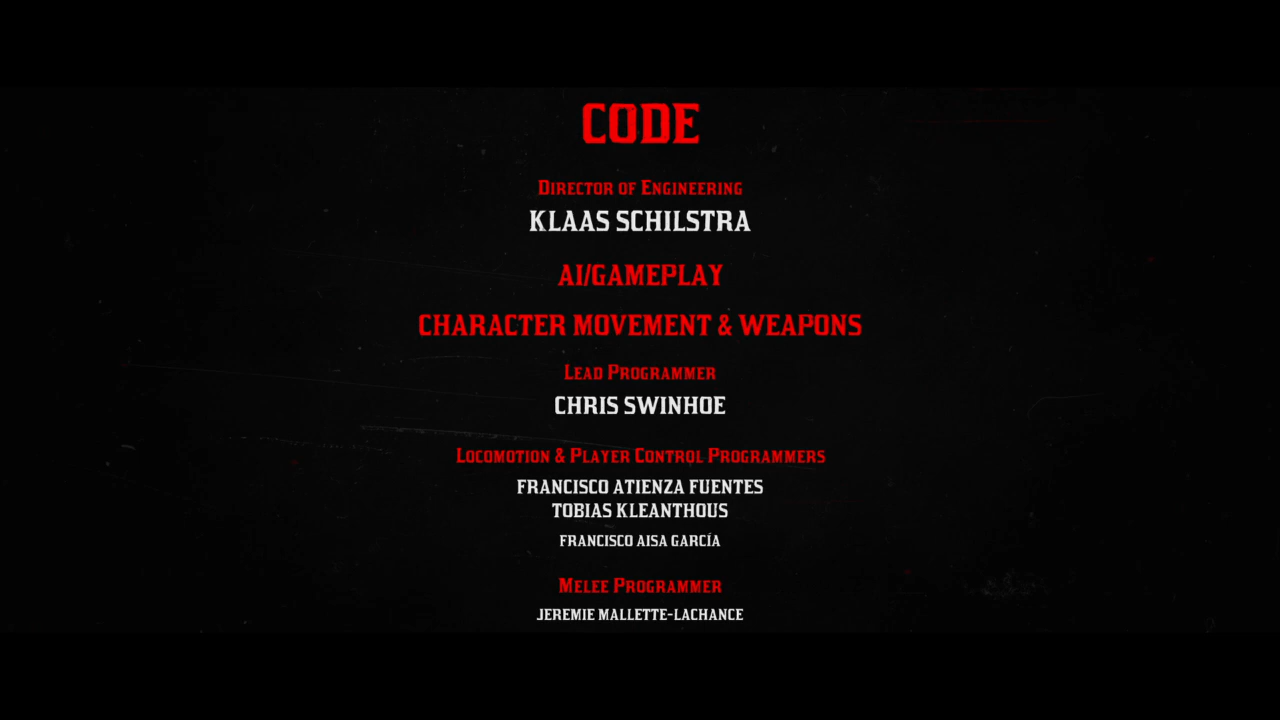 CODE
DIRECTOR OF ENGINEERING
KLAAS SCHILSTRA
AI/GAMEPLAY
CHARACTER MOVEMENT & WEAPONS
LEAD PROGRAMMER
CHRIS SWINHOE
LOCOMOTION & PLAYER CONTROL PROGRAMMERS
FRANCISCO ATIENZA FUENTES
TOBIAS KLEANTHOUS
FRANCISCO AISA GARCÍA
MELEE PROGRAMMER
JEREMIE MALLETTE-LACHANCE